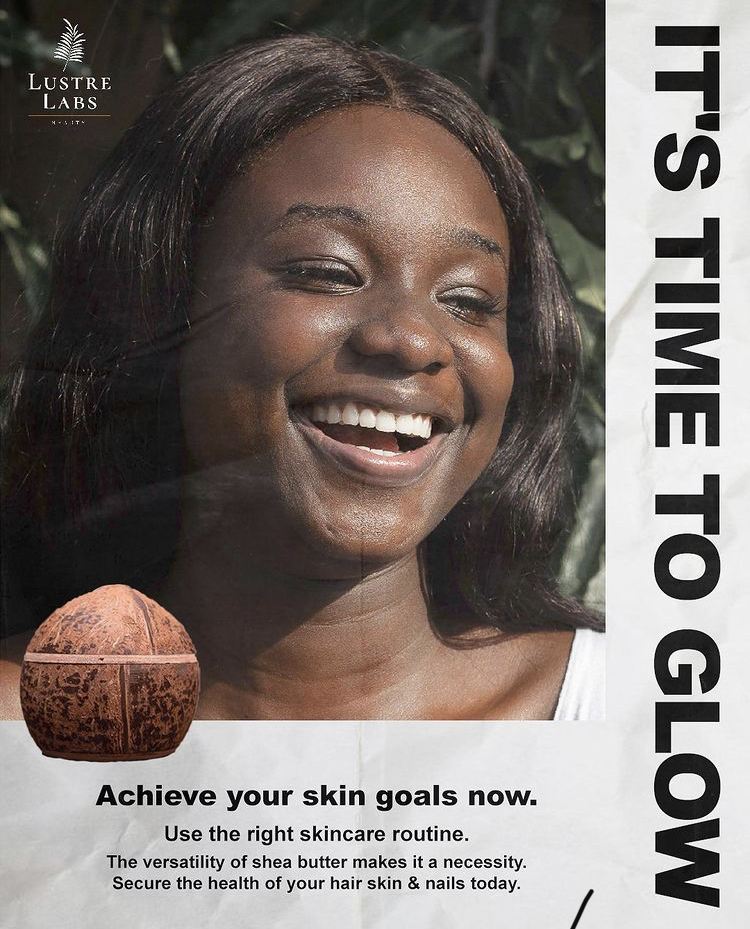 LUSTRE
LABS
BEAUTY
IT'S TIME TO GLOW
Achieve your skin goals now.
Use the right skincare routine.
The versatility of shea butter makes it a necessity.
Secure the health of your hair skin & nails today.